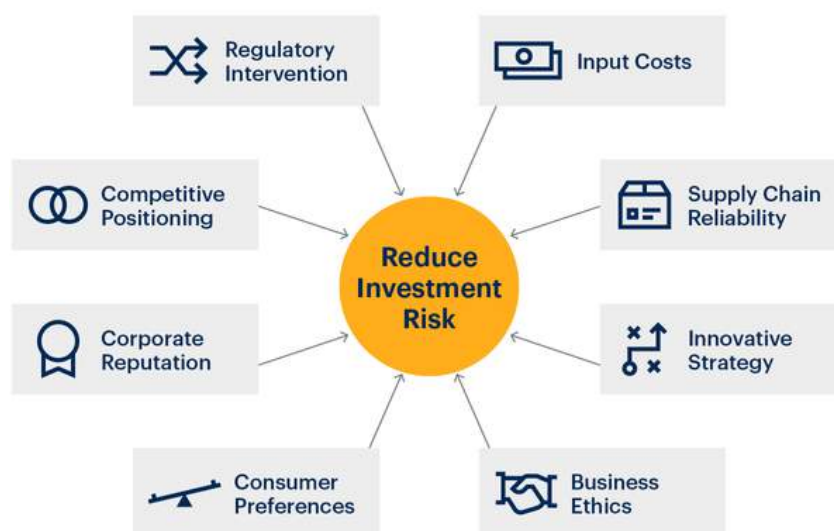 Regulatory
Intervention
Input Costs
Competitive
Positioning
Supply Chain
Reliability
Reduce
Investment
Risk
Corporate
Reputation
Innovative
Strategy
Consumer
Preferences
Business
Ethics